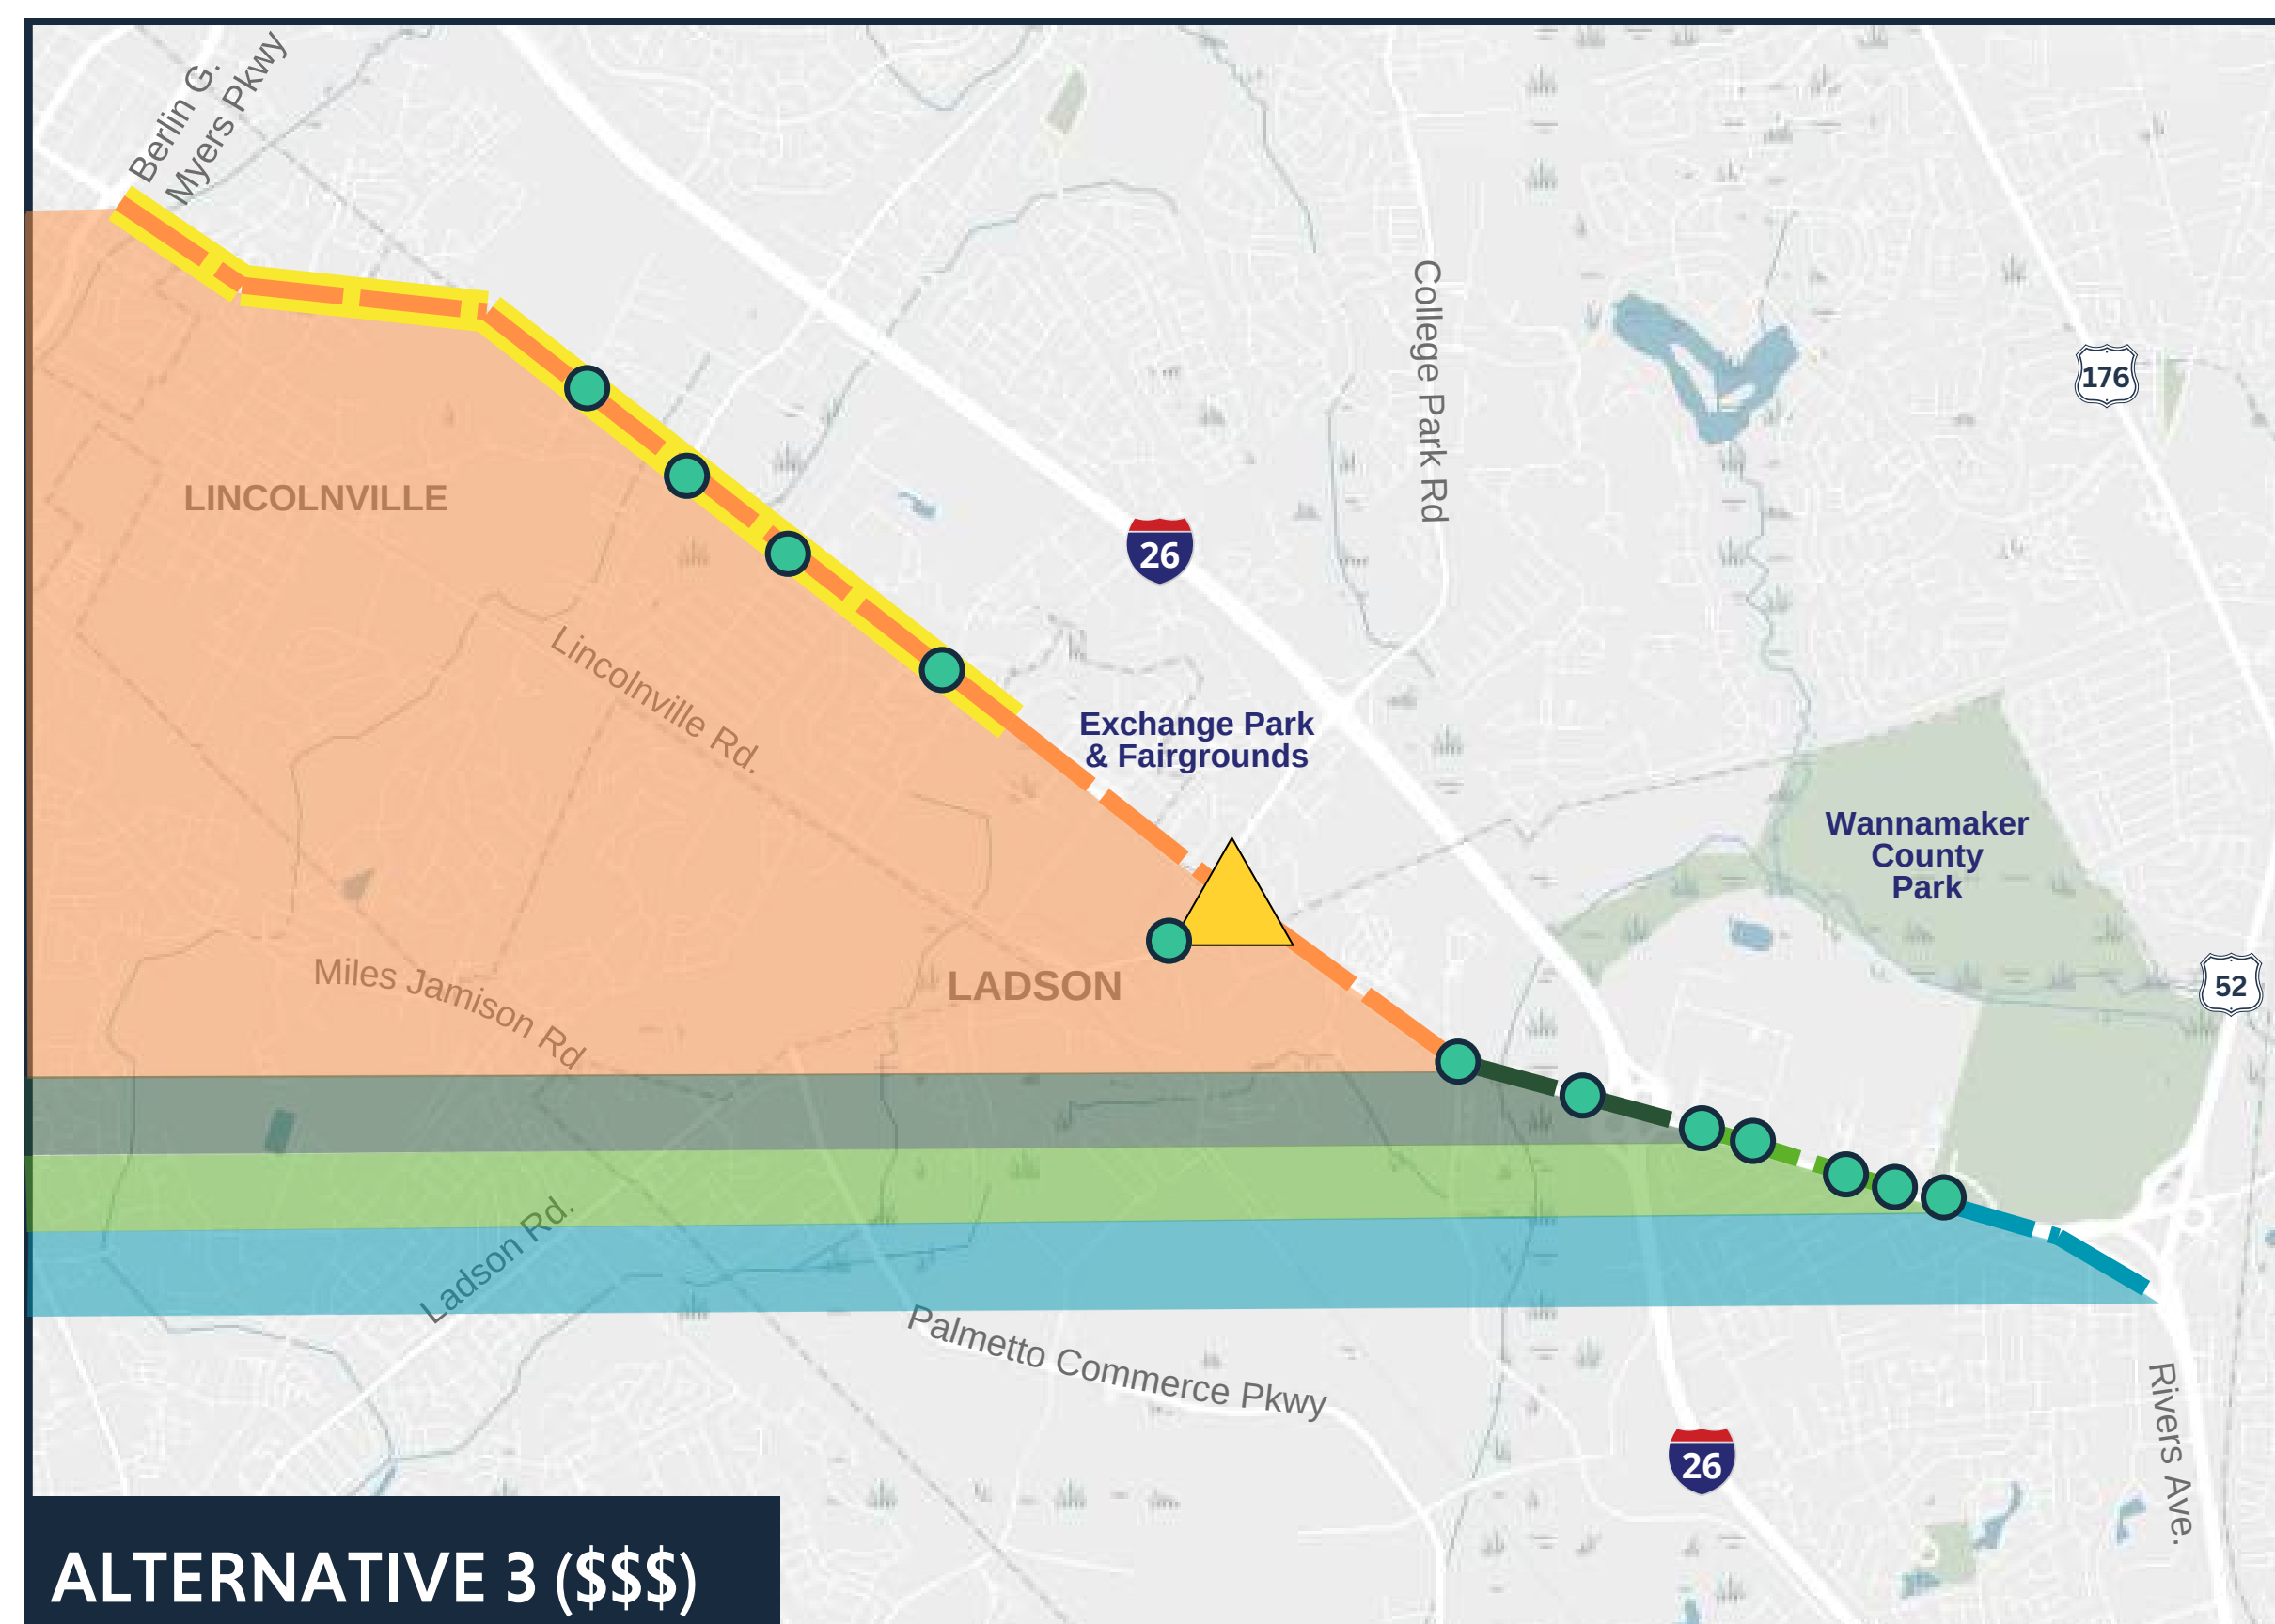 Berlin G.
Myers Pkwy
College Park Rd
176
LINCOLNVILLE
26
Lincolnville Rd.
Exchange Park
& Fairgrounds
Wannamaker
County
Park
Miles Jamison Rd
LADSON
52
Ladson Rd.
Palmetto Commerce Pkwy
Rivers Ave.
26
ALTERNATIVE 3 ($$$)